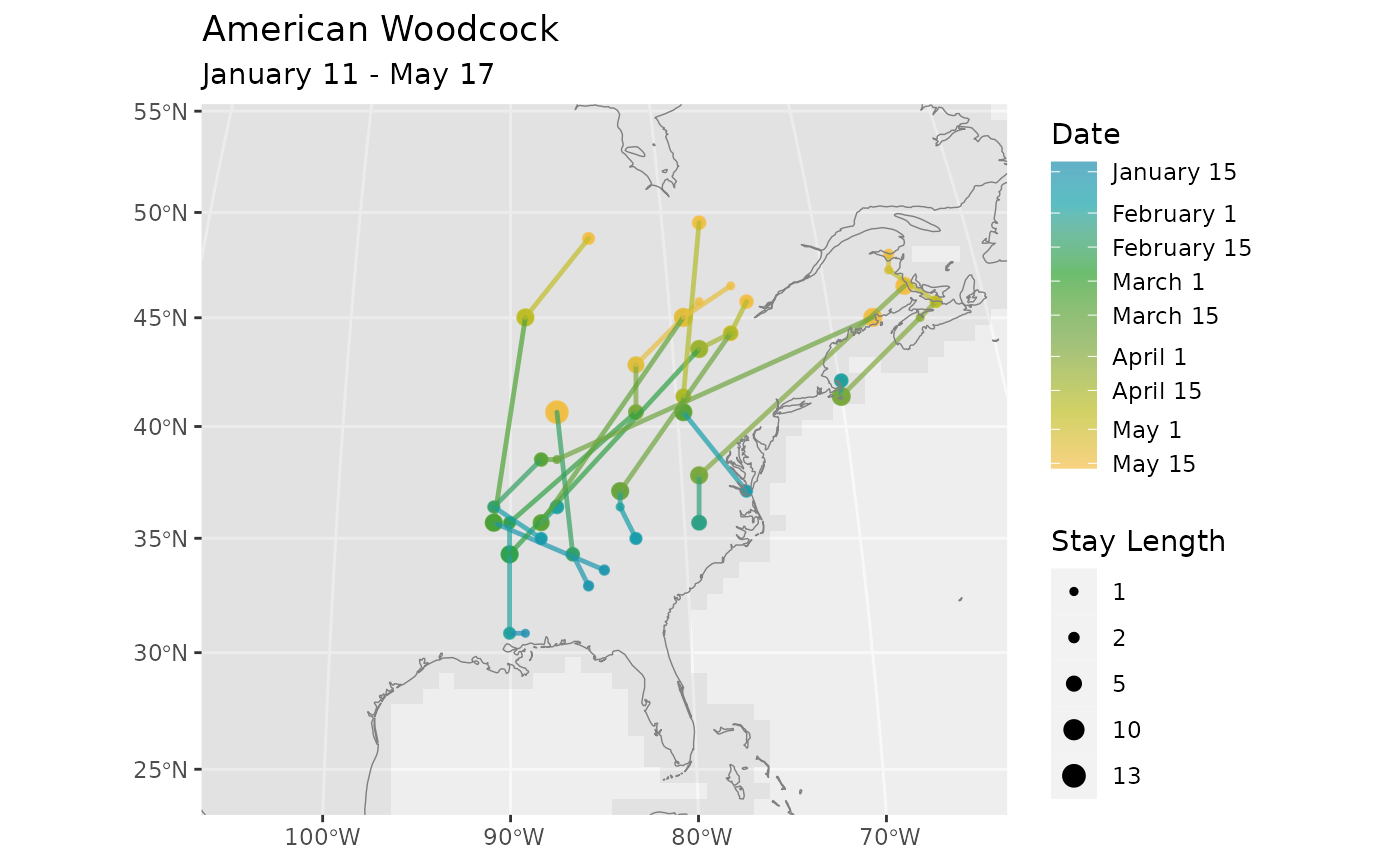 American Woodcock
January 11 - May 17
55°N
50°N
45°N
40°N
35°N
30°N
25°N
100°W
90°W
80°W
70°W
Date
January 15
February 1
February 15
March 1
March 15
April 1
April 15
May 1
May 15
Stay Length
1
2
5
10
13